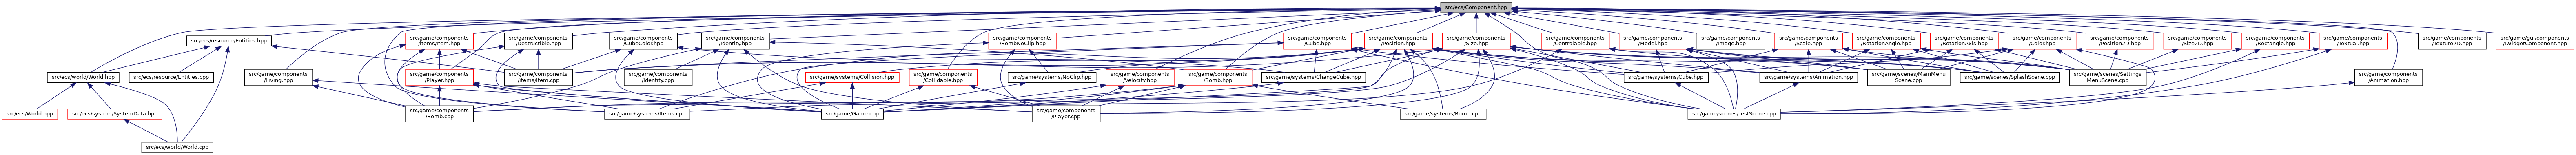 src/ecs/Component.hpp
src/ecs/resource/Entities.hpp
src/game/components
/items/Item.hpp
src/game/components
/Destructible.hpp
src/game/components
/CubeColor.hpp
src/game/components
/Identity.hpp
src/game/components
/BombNoClip.hpp
src/game/components
/Cube.hpp
src/game/components
/Position.hpp
src/game/components
/Size.hpp
src/game/components
/Controlable.hpp
src/game/components
/Model.hpp
src/game/components
/Image.hpp
src/game/components
/Scale.hpp
src/game/components
/RotationAngle.hpp
src/game/components
/RotationAxis.hpp
src/game/components
/Color.hpp
src/game/components
/Position2D.hpp
src/game/components
/Size2D.hpp
src/game/components
/Rectangle.hpp
src/game/components
/Textual.hpp
src/game/components
/Texture2D.hpp
src/game/gui/components
/IWidgetComponent.hpp
src/ecs/world/World.hpp
src/ecs/resource/Entities.cpp
src/game/components
/Living.hpp
src/game/components
/Player.hpp
src/game/components
/items/Item.cpp
src/game/components
/Identity.cpp
src/game/systems/Collision.hpp
src/game/components
/Collidable.hpp
src/game/systems/NoClip.hpp
src/game/components
/Velocity.hpp
src/game/components
/Bomb.hpp
src/game/systems/ChangeCube.hpp
src/game/systems/Cube.hpp
src/game/systems/Animation.hpp
src/game/scenes/MainMenu
Scene.cpp
src/game/scenes/SplashScene.cpp
src/game/scenes/Settings
MenuScene.cpp
src/game/components
/Animation.hpp
src/ecs/World.hpp
src/ecs/system/SystemData.hpp
src/game/components
/Bomb.cpp
src/game/systems/Items.cpp
src/game/Game.cpp
src/game/components
/Player.cpp
src/game/systems/Bomb.cpp
src/game/scenes/TestScene.cpp
src/ecs/world/World.cpp